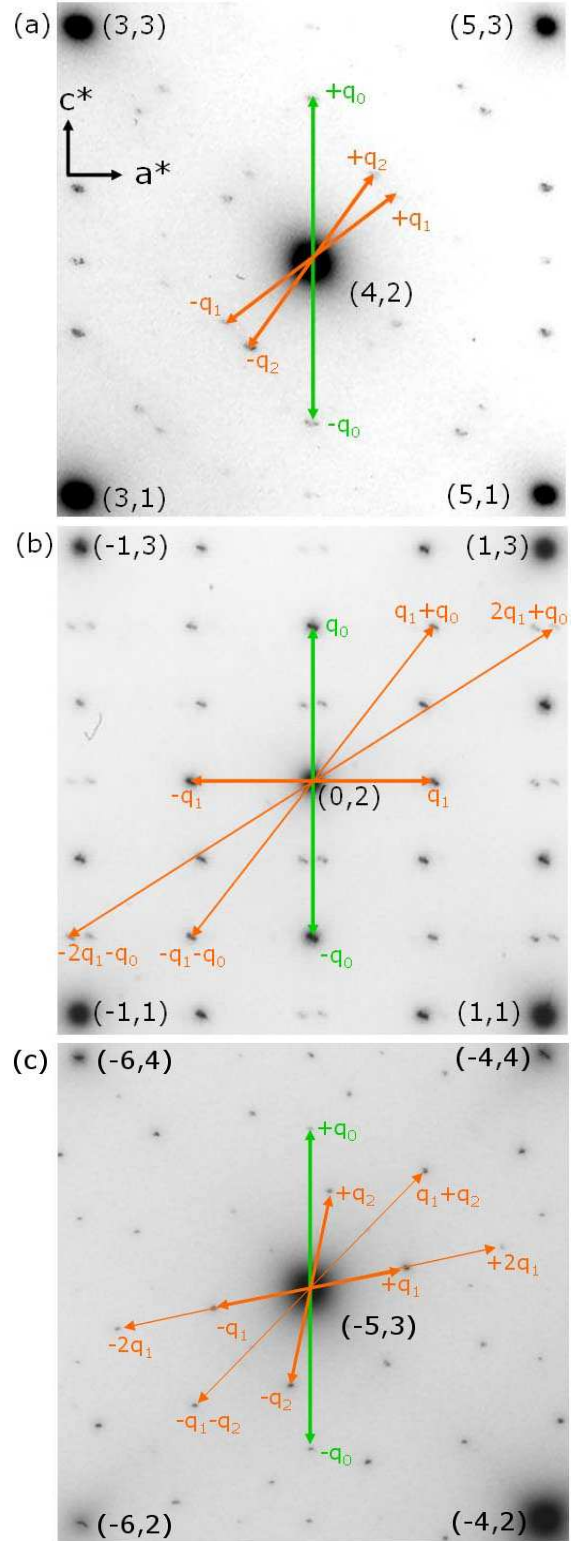 (a) (3,3) (5,3)
+q₀
c*
+q₂
a*
+q₁
(4,2)
-q₁
-q₂
-q₀
(3,1) (5,1)
(b) (-1,3) (1,3)
q₀ q₁+q₀ 2q₁+q₀
-q₁ (0,2) q₁
-2q₁-q₀ -q₁-q₀ -q₀
(-1,1) (1,1)
(c) (-6,4) (-4,4)
+q₀
+q₂ q₁+q₂
+2q₁
+q₁
-q₁ (-5,3)
-2q₁
-q₂
-q₁-q₂
-q₀
(-6,2) (-4,2)